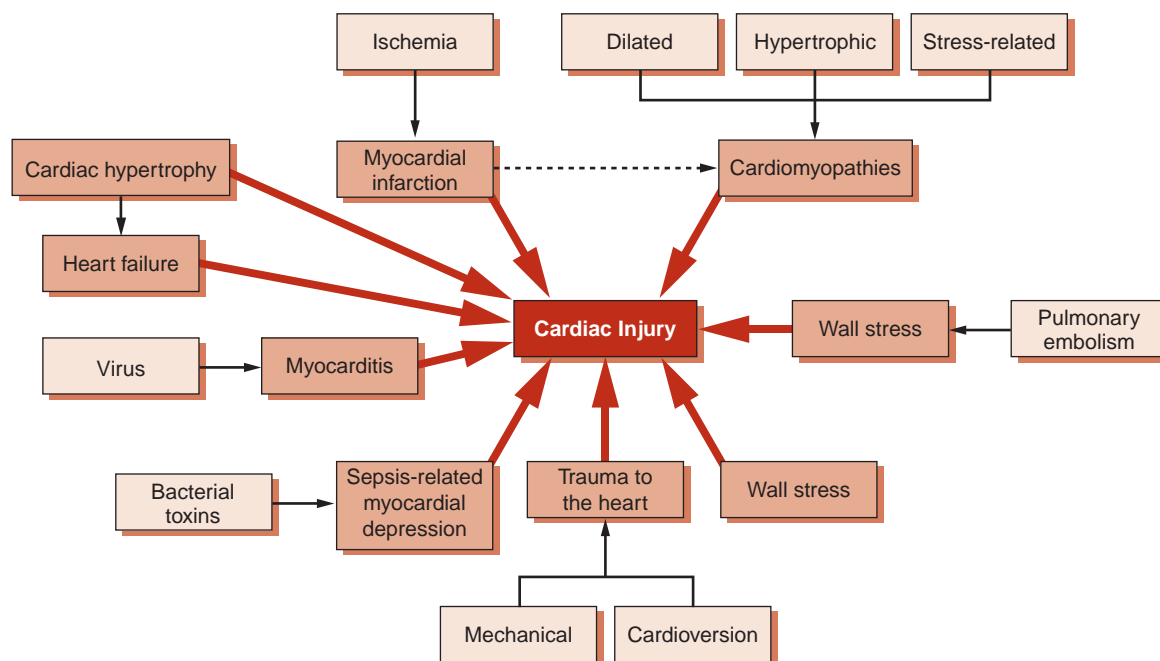 Ischemia
Dilated
Hypertrophic
Stress-related
Cardiac hypertrophy
Myocardial
infarction
Cardiomyopathies
Heart failure
Cardiac Injury
Wall stress
Pulmonary
embolism
Virus
Myocarditis
Bacterial
toxins
Sepsis-related
myocardial
depression
Trauma to
the heart
Wall stress
Mechanical
Cardioversion